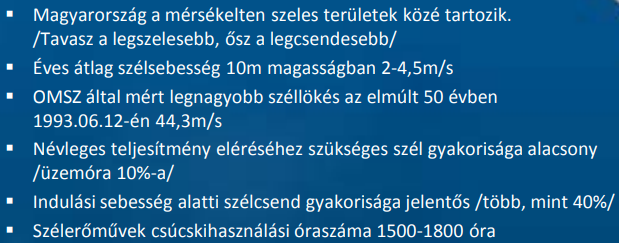 ▪ Magyarország a mérsékelten szeles területek közé tartozik.
/Tavasz a legszelesebb, ősz a legcsendesebb/
▪ Éves átlag szélsebesség 10m magasságban 2-4,5m/s
▪ OMSZ által mért legnagyobb széllökés az elmúlt 50 évben
1993.06.12-én 44,3m/s
▪ Névleges teljesítmény eléréséhez szükséges szél gyakorisága alacsony
/üzemóra 10%-a/
▪ Indulási sebesség alatti szélcsend gyakorisága jelentős /több, mint 40%/
▪ Szélerőművek csúcskihasználási óraszáma 1500-1800 óra